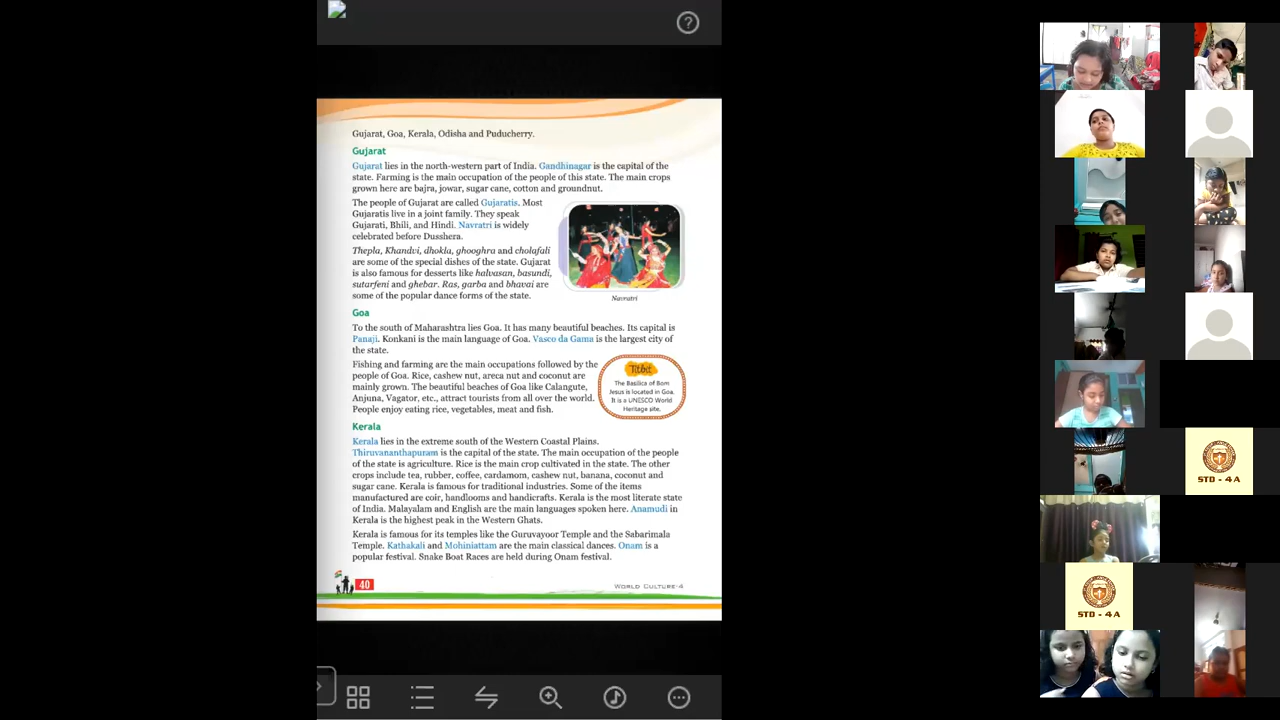 Gujarat, Goa, Kerala, Odisha and Puducherry.
Gujarat
Gujarat lies in the north-western part of India. Gandhinagar is the capital of the
state. Farming is the main occupation of the people of this state. The main crops
grown here are bajra, jowar, sugar cane, cotton and groundnut.
The people of Gujarat are called Gujaratis. Most
Gujaratis live in a joint family. They speak
Gujarati, Bhili, and Hindi. Navratri is widely
celebrated before Dusshera.
Thepla, Khandvi, dhokla, ghooghra and cholafali
are some of the special dishes of the state. Gujarat
is also famous for desserts like halvasan, basundi,
sutarfeni and ghebar. Ras, garba and bhavai are
some of the popular dance forms of the state.
Navratri
Goa
To the south of Maharashtra lies Goa. It has many beautiful beaches. Its capital is
Panaji. Konkani is the main language of Goa. Vasco da Gama is the largest city of
the state.
Fishing and farming are the main occupations followed by the
people of Goa. Rice, cashew nut, areca nut and coconut are
mainly grown. The beautiful beaches of Goa like Calangute,
Anjuna, Vagator, etc., attract tourists from all over the world.
People enjoy eating rice, vegetables, meat and fish.
Titbit
The Basilica of Bom
Jesus is located in Goa.
It is a UNESCO World
Heritage site.
Kerala
Kerala lies in the extreme south of the Western Coastal Plains.
Thiruvananthapuram is the capital of the state. The main occupation of the people
of the state is agriculture. Rice is the main crop cultivated in the state. The other
crops include tea, rubber, coffee, cardamom, cashew nut, banana, coconut and
sugar cane. Kerala is famous for traditional industries. Some of the items
manufactured are coir, handlooms and handicrafts. Kerala is the most literate state
of India. Malayalam and English are the main languages spoken here. Anamudi in
Kerala is the highest peak in the Western Ghats.
Kerala is famous for its temples like the Guruvayoor Temple and the Sabarimala
Temple. Kathakali and Mohiniattam are the main classical dances. Onam is a
popular festival. Snake Boat Races are held during Onam festival.
40
WORLD CULTURE-4
STD - 4A
STD - 4A